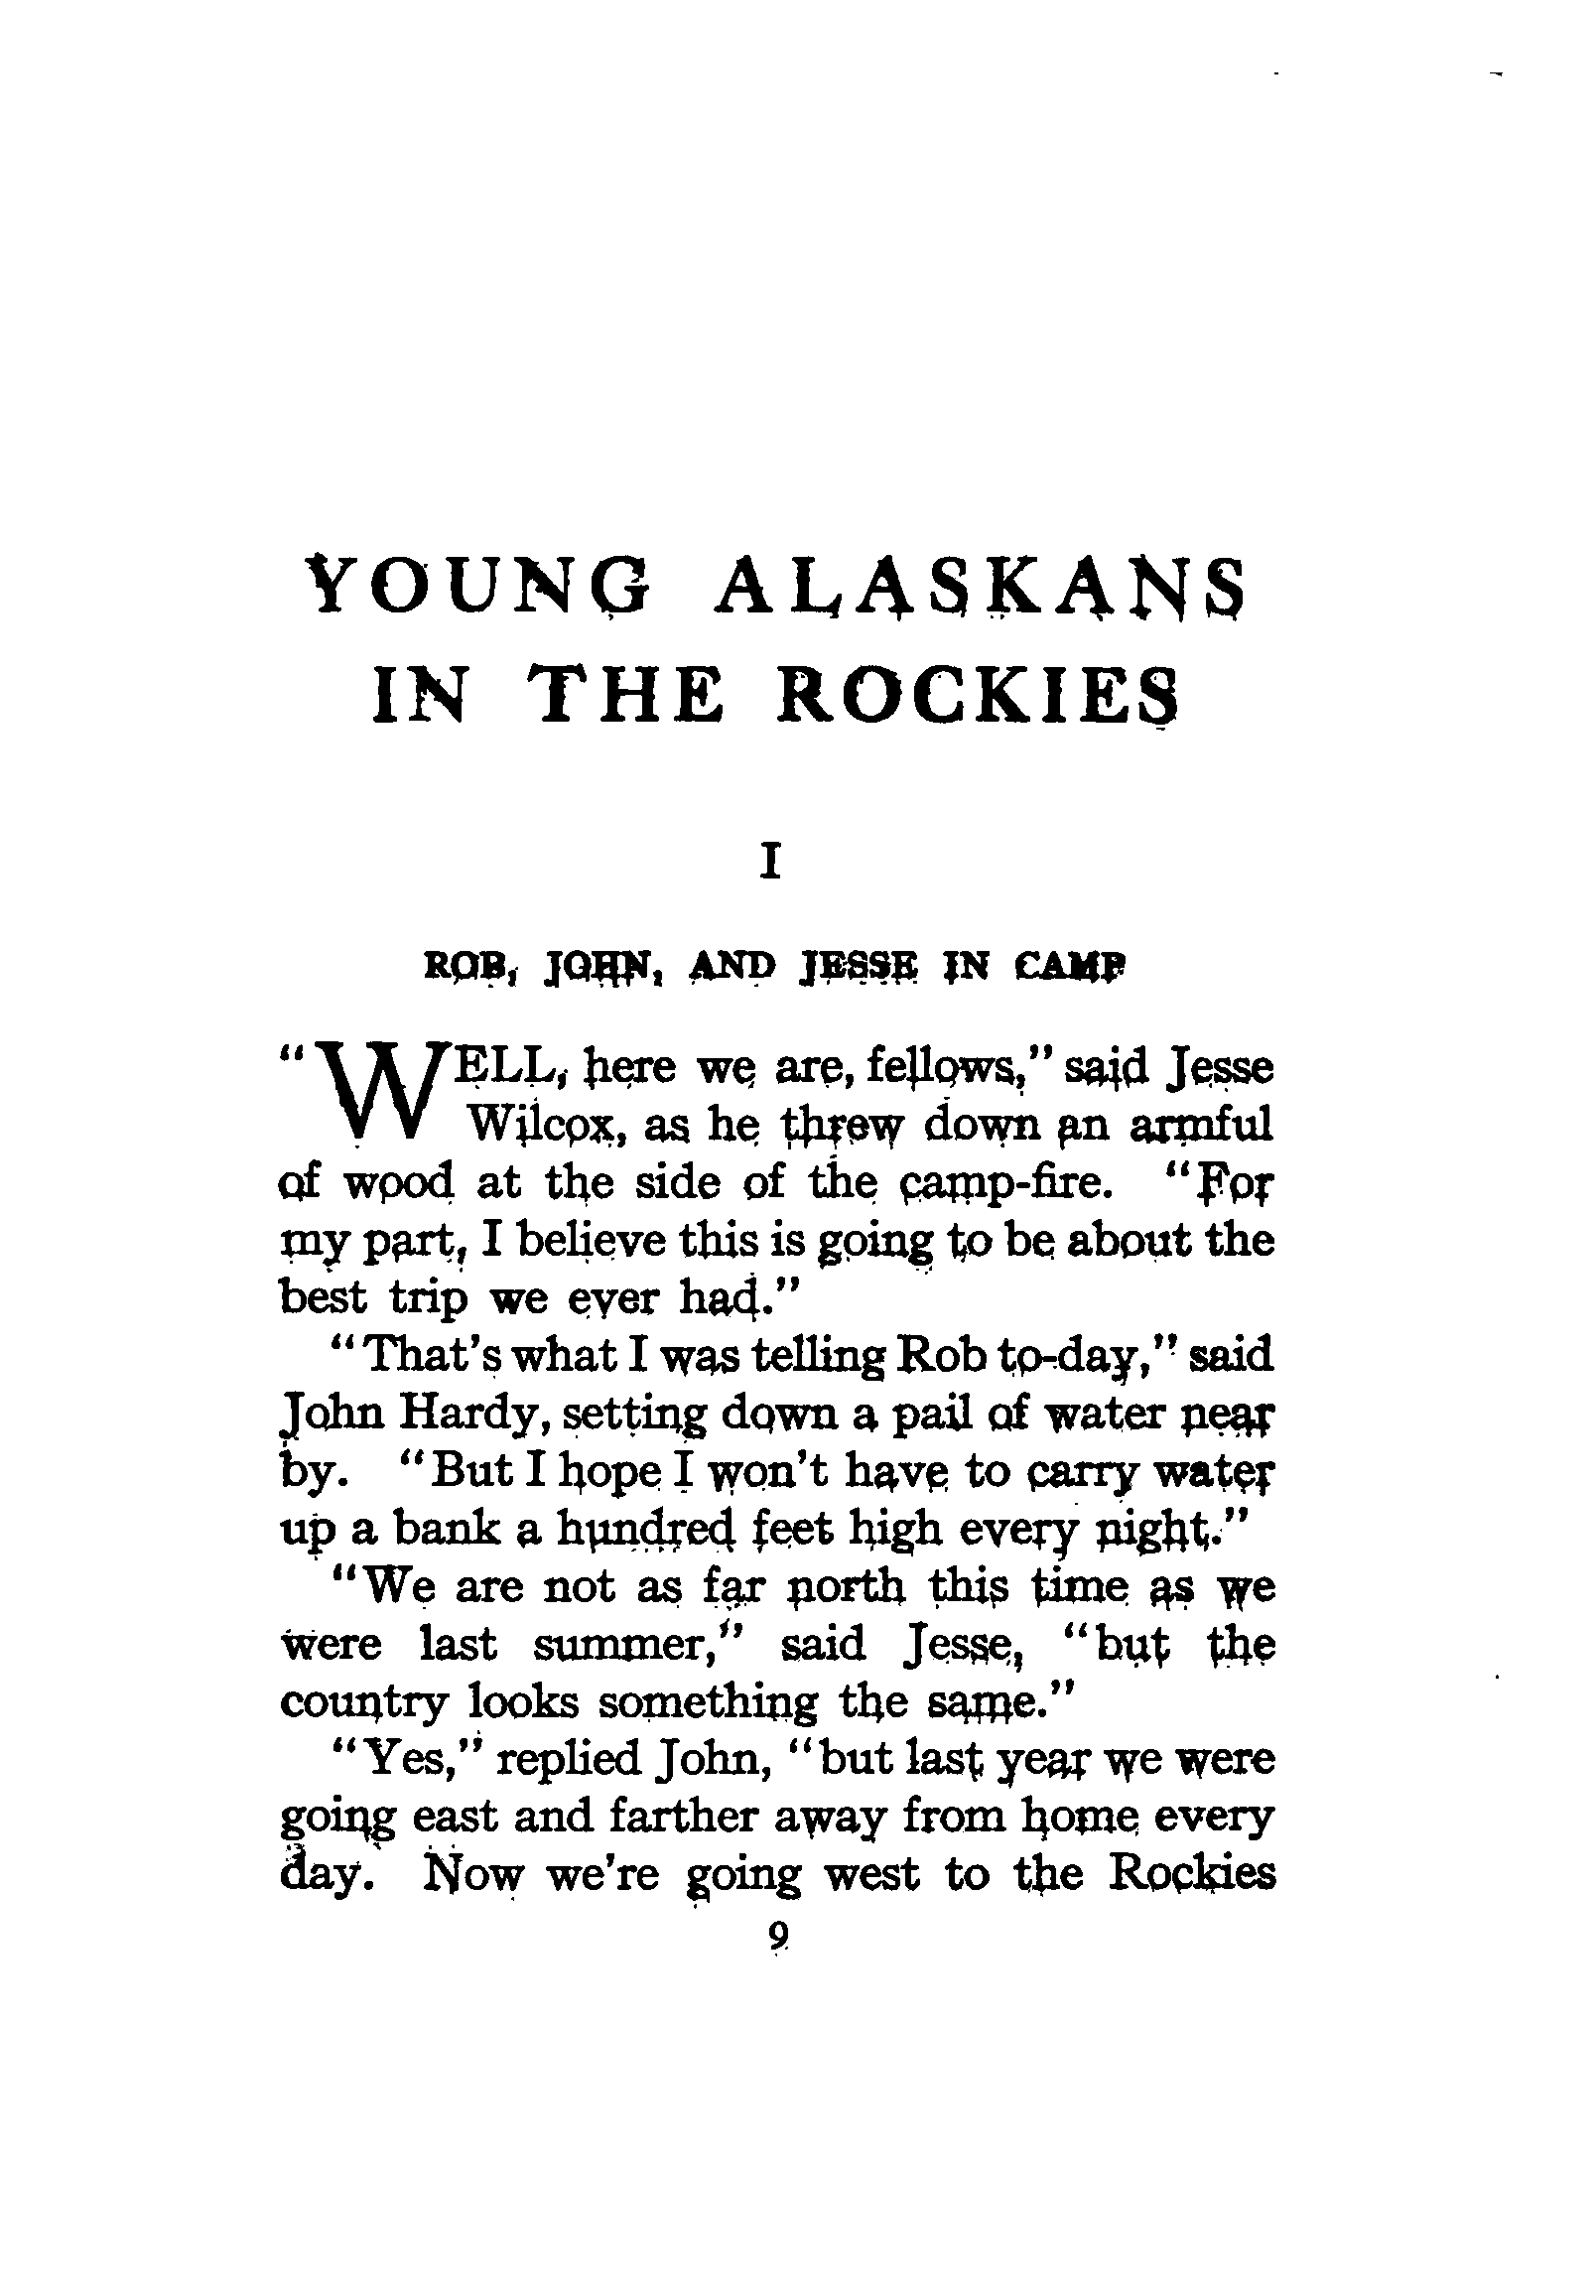 YOUNG ALASKANS
IN THE ROCKIES
I
ROB, JOHN, AND JESSE IN CAMP
"WELL, here we are, fellows," said Jesse
Wilcox, as he threw down an armful
of wood at the side of the camp-fire. "For
my part, I believe this is going to be about the
best trip we ever had."
"That's what I was telling Rob to-day," said
John Hardy, setting down a pail of water near
by. "But I hope I won't have to carry water
up a bank a hundred feet high every night."
"We are not as far north this time as we
were last summer," said Jesse, "but the
country looks something the same."
"Yes," replied John, "but last year we were
going east and farther away from home every
day. Now we're going west to the Rockies
9